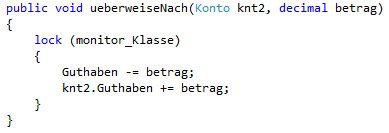 public void ueberweiseNach(Konto knt2, decimal betrag)
{
    lock (monitor_Klasse)
    {
        Guthaben -= betrag;
        knt2.Guthaben += betrag;
    }
}